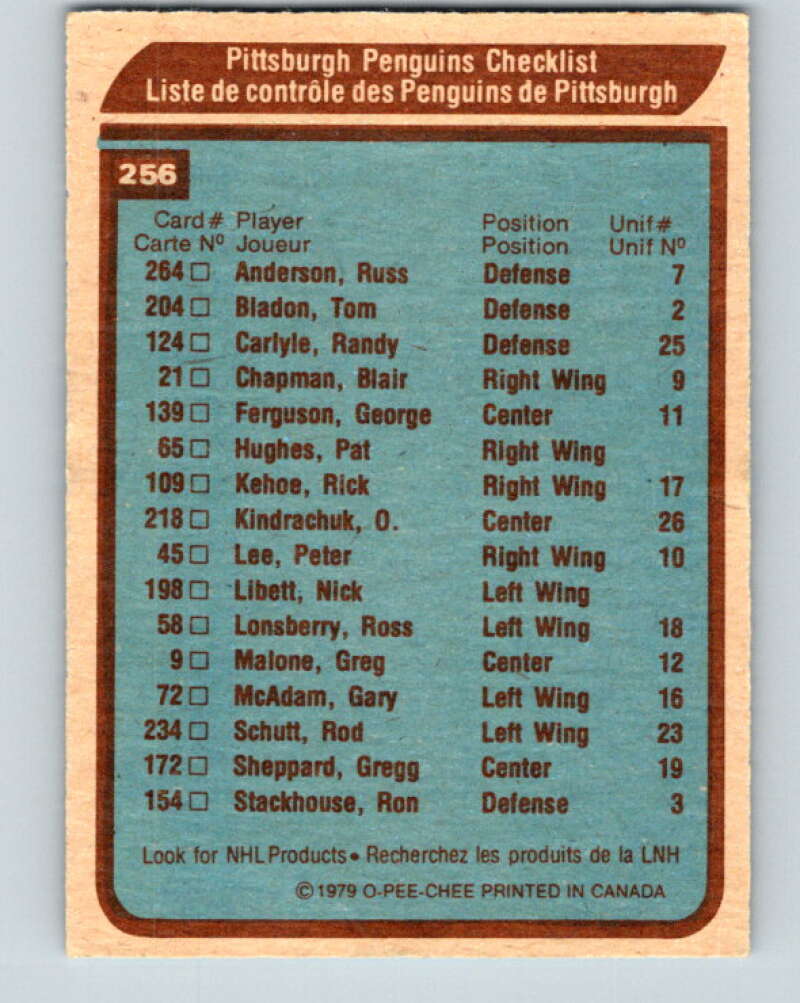 Pittsburgh Penguins Checklist
Liste de contrôle des Penguins de Pittsburgh
256
Card # Player Position Unif #
Carte Nº Joueur Position Unif Nº
264 □ Anderson, Russ Defense 7
204 □ Bladon, Tom Defense 2
124 □ Carlyle, Randy Defense 25
21 □ Chapman, Blair Right Wing 9
139 □ Ferguson, George Center 11
65 □ Hughes, Pat Right Wing
109 □ Kehoe, Rick Right Wing 17
218 □ Kindrachuk, O. Center 26
45 □ Lee, Peter Right Wing 10
198 □ Libett, Nick Left Wing
58 □ Lonsberry, Ross Left Wing 18
9 □ Malone, Greg Center 12
72 □ McAdam, Gary Left Wing 16
234 □ Schutt, Rod Left Wing 23
172 □ Sheppard, Gregg Center 19
154 □ Stackhouse, Ron Defense 3
Look for NHL Products • Recherchez les produits de la LNH
© 1979 O-PEE-CHEE PRINTED IN CANADA